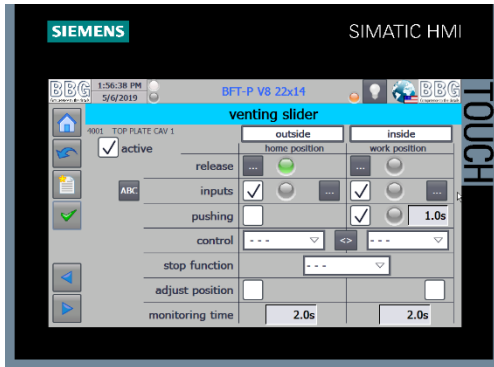 SIEMENS
SIMATIC HMI
TOUCH
BBG 1:56:38 PM BFT-P V8 22x14 BBG
5/6/2019
venting slider
4001 TOP PLATE CAV 1 outside inside
active home position work position
release ... ...
ABC inputs ... ...
pushing 1.0s
control - - - <> - - -
stop function - - -
adjust position
monitoring time 2.0s 2.0s